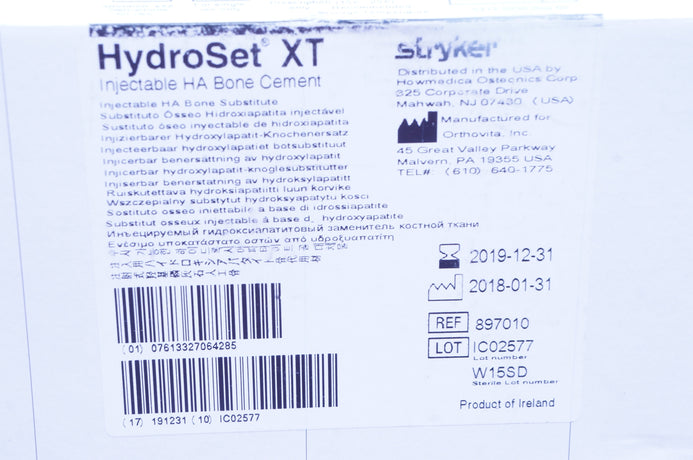 HydroSet® XT
Injectable HA Bone Cement
Injectable HA Bone Substitute
Substituto Ósseo Hidroxiapatita injectável
Sustituto óseo inyectable de hidroxiapatita
Injizierbarer Hydroxylapatit-Knochenersatz
Injecteerbaar hydroxylapatiet botsubstituut
Injicerbar benersättning av hydroxylapatit
Injicerbar hydroxylapatit-knoglesubstitutter
Injiserbar benerstatning av hydroksylapatitt
Ruiskutettava hydroksiapatiitti luun korvike
Wszczepialny substytut hydroksyapatytu kości
Sostituto osseo iniettabile a base di idrossiapatite
Substitut osseux injectable à base d' hydroxyapatite
Инъецируемый гидроксиапатитовый заменитель костной ткани
Ενέσιμο υποκατάστατο οστών από υδροξυαπατίτη
(01) 07613327064285
(17) 191231 (10) IC02577
stryker
Distributed in the USA by
Howmedica Osteonics Corp
325 Corporate Drive
Mahwah, NJ 07430 (USA)
Manufactured for
Orthovita, Inc.
45 Great Valley Parkway
Malvern, PA 19355 USA
TEL#: (610) 640-1775
2019-12-31
2018-01-31
REF 897010
LOT IC02577
Lot number
W15SD
Sterile Lot number
Product of Ireland